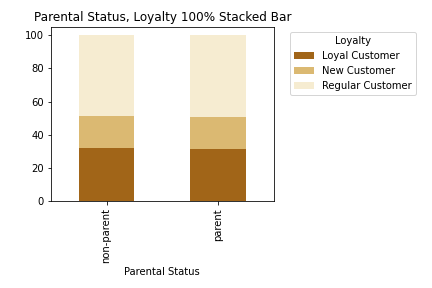 Parental Status, Loyalty 100% Stacked Bar
100
80
60
40
20
0
non-parent
parent
Parental Status
Loyalty
Loyal Customer
New Customer
Regular Customer